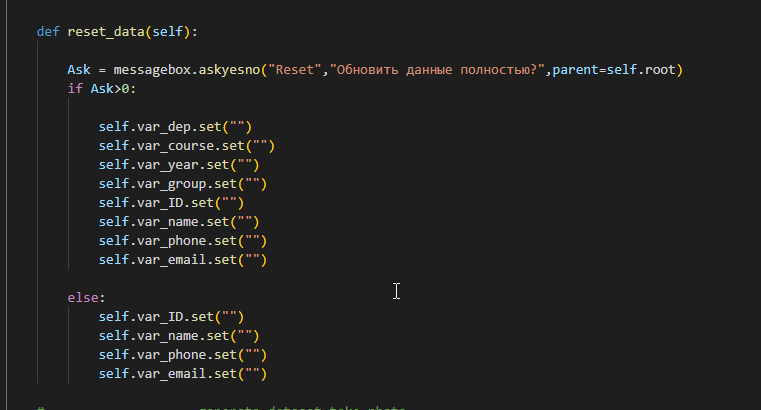 def reset_data(self):
Ask = messagebox.askyesno("Reset","Обновить данные полностью?",parent=self.root)
if Ask>0:
self.var_dep.set("")
self.var_course.set("")
self.var_year.set("")
self.var_group.set("")
self.var_ID.set("")
self.var_name.set("")
self.var_phone.set("")
self.var_email.set("")
else:
self.var_ID.set("")
self.var_name.set("")
self.var_phone.set("")
self.var_email.set("")